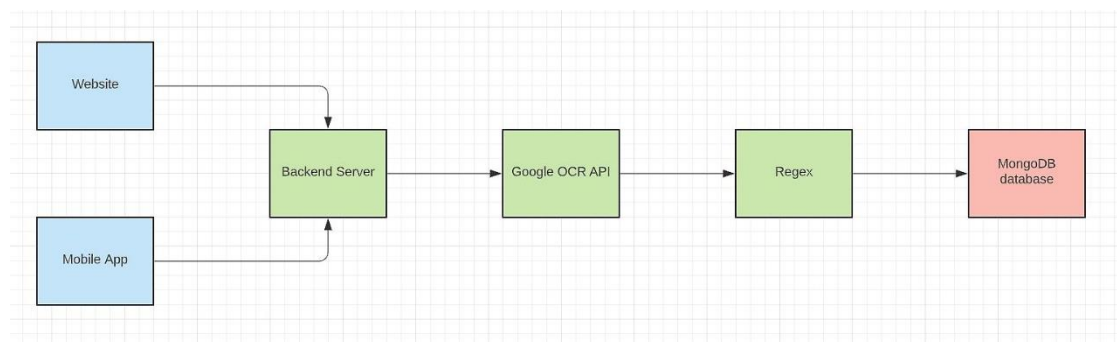 Website
Backend Server
Google OCR API
Regex
MongoDB
database
Mobile App